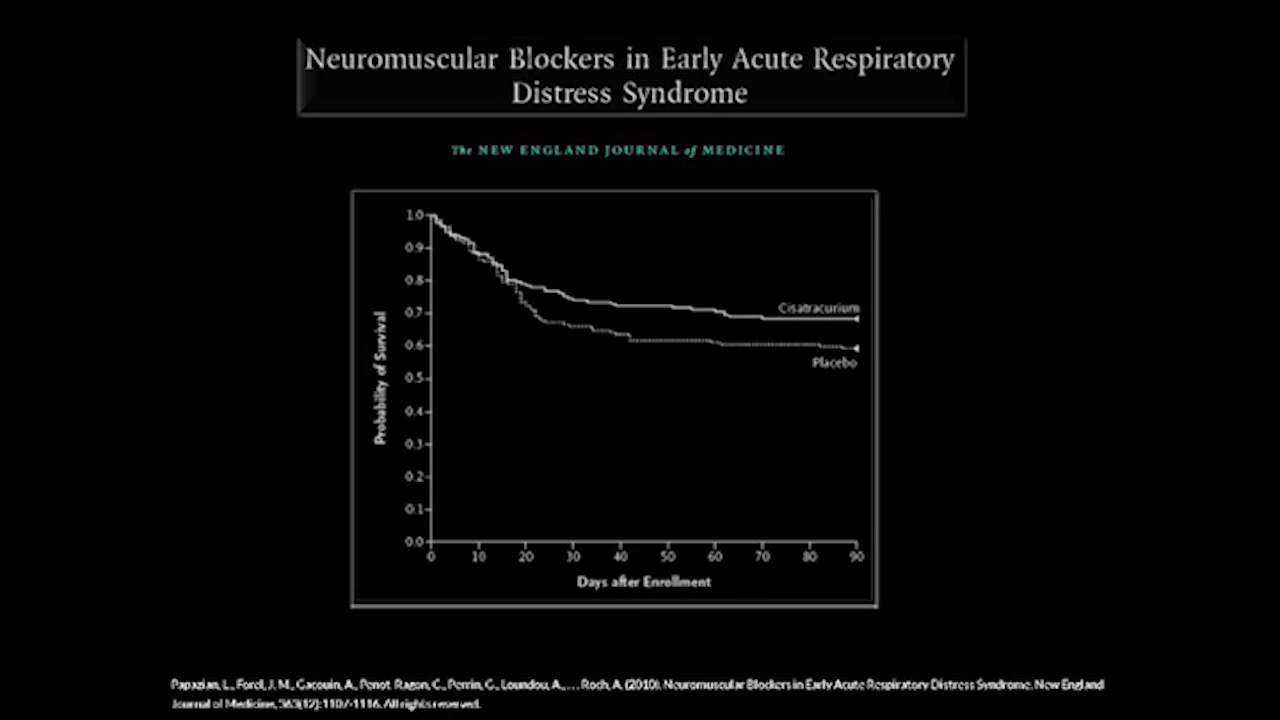 Neuromuscular Blockers in Early Acute Respiratory
Distress Syndrome
The NEW ENGLAND JOURNAL of MEDICINE
1.0
0.9
0.8
0.7
0.6
0.5
0.4
0.3
0.2
0.1
0.0
Probability of Survival
Cisatracurium
Placebo
0 10 20 30 40 50 60 70 80 90
Days after Enrollment
Papazian, L., Forel, J. M., Gacouin, A., Penot-Ragon, C., Perrin, G., Loundou, A., ... Roch, A. (2010). Neuromuscular Blockers in Early Acute Respiratory Distress Syndrome. New England
Journal of Medicine, 363(12):1107-1116. All rights reserved.